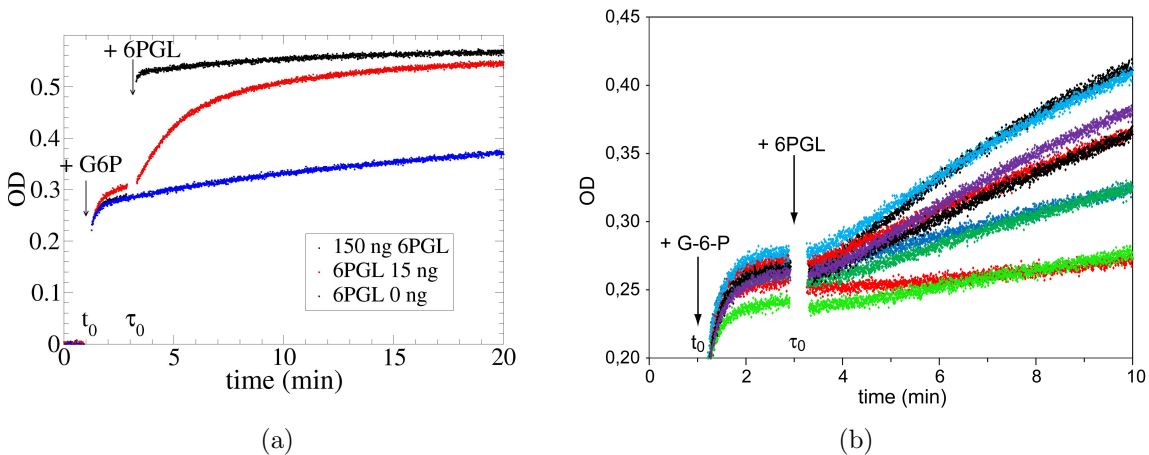 + 6PGL
+ G6P
OD
0.5
0.4
0.3
0.2
0.1
0
150 ng 6PGL
6PGL 15 ng
6PGL 0 ng
t0
τ0
0 5 10 15 20
time (min)
(a)
0,45
0,40
0,35
0,30
0,25
0,20
OD
+ 6PGL
+ G-6-P
t0
τ0
0 2 4 6 8 10
time (min)
(b)